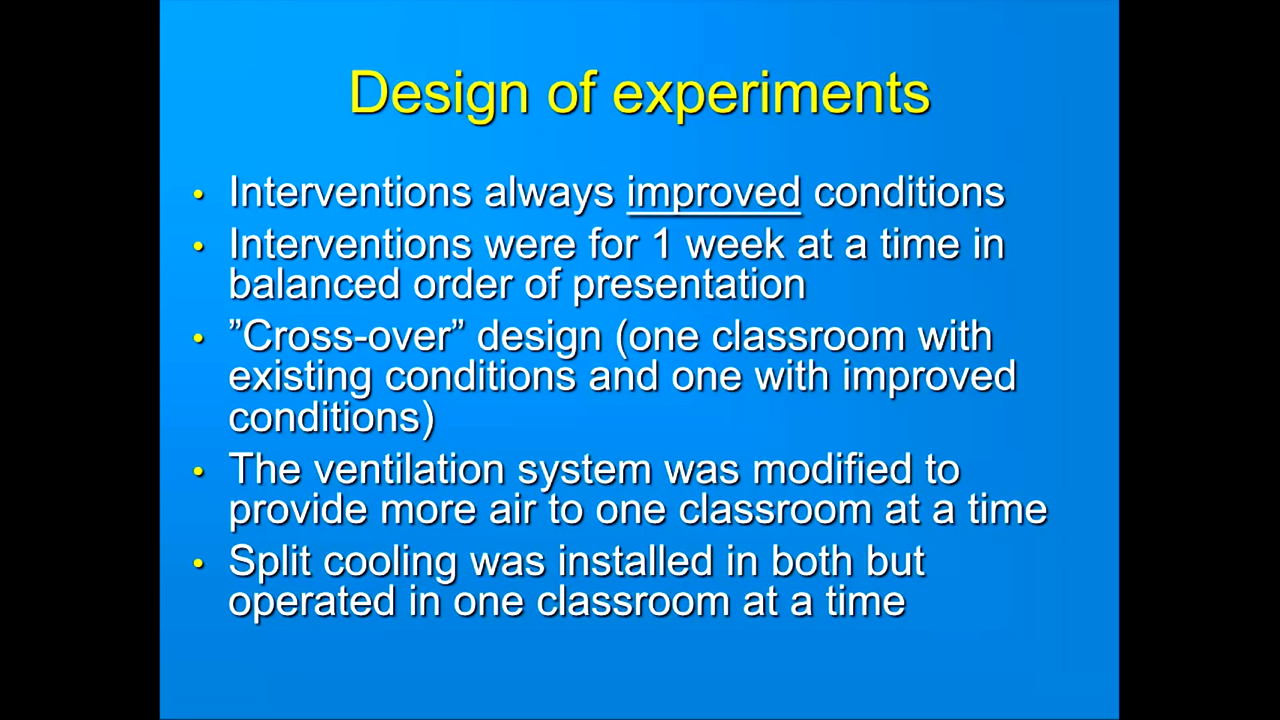 Design of experiments
• Interventions always improved conditions
• Interventions were for 1 week at a time in
balanced order of presentation
• ”Cross-over” design (one classroom with
existing conditions and one with improved
conditions)
• The ventilation system was modified to
provide more air to one classroom at a time
• Split cooling was installed in both but
operated in one classroom at a time